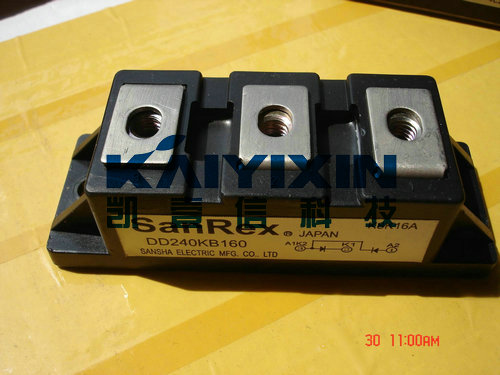 KAIYIXIN
凯意信科技
SanRex ® JAPAN
DD240KB160
SANSHA ELECTRIC MFG. CO., LTD
A1K2 K1 A2
30 11:00AM